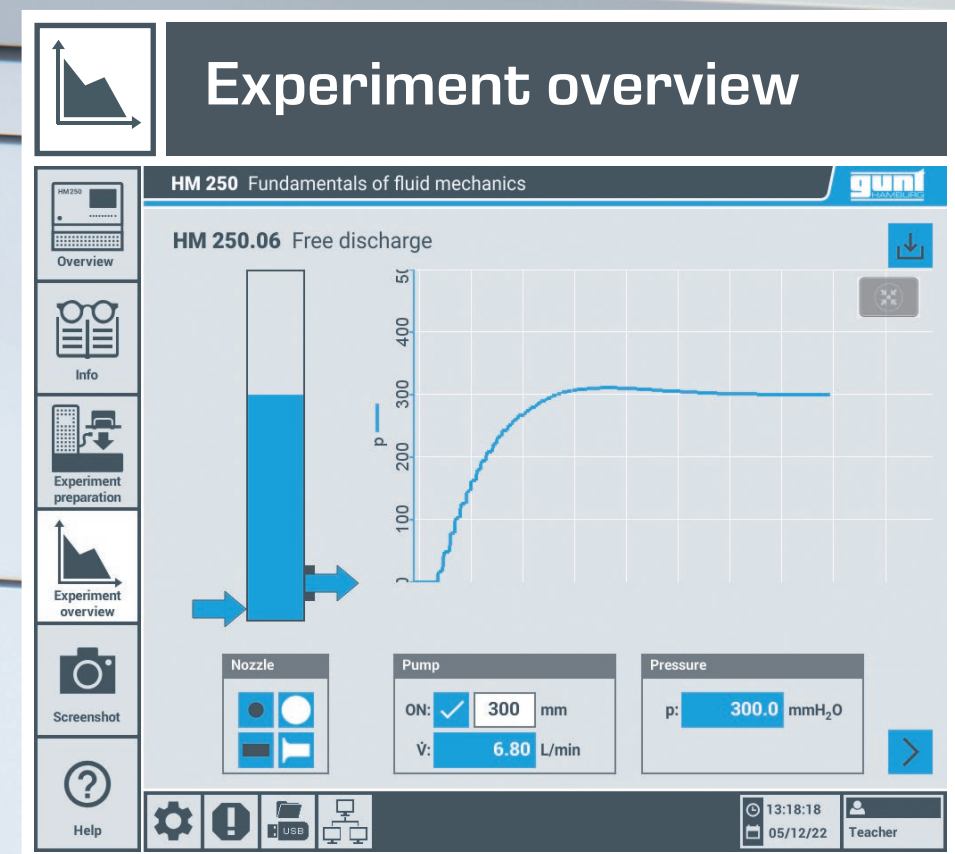 Experiment overview
HM250
Overview
Info
Experiment
preparation
Experiment
overview
Screenshot
Help
HM 250 Fundamentals of fluid mechanics
gunt
HAMBURG
HM 250.06 Free discharge
p
400
300
200
100
Nozzle
Pump
ON: 300 mm
V̇: 6.80 L/min
Pressure
p: 300.0 mmH₂O
USB
13:18:18
05/12/22
Teacher